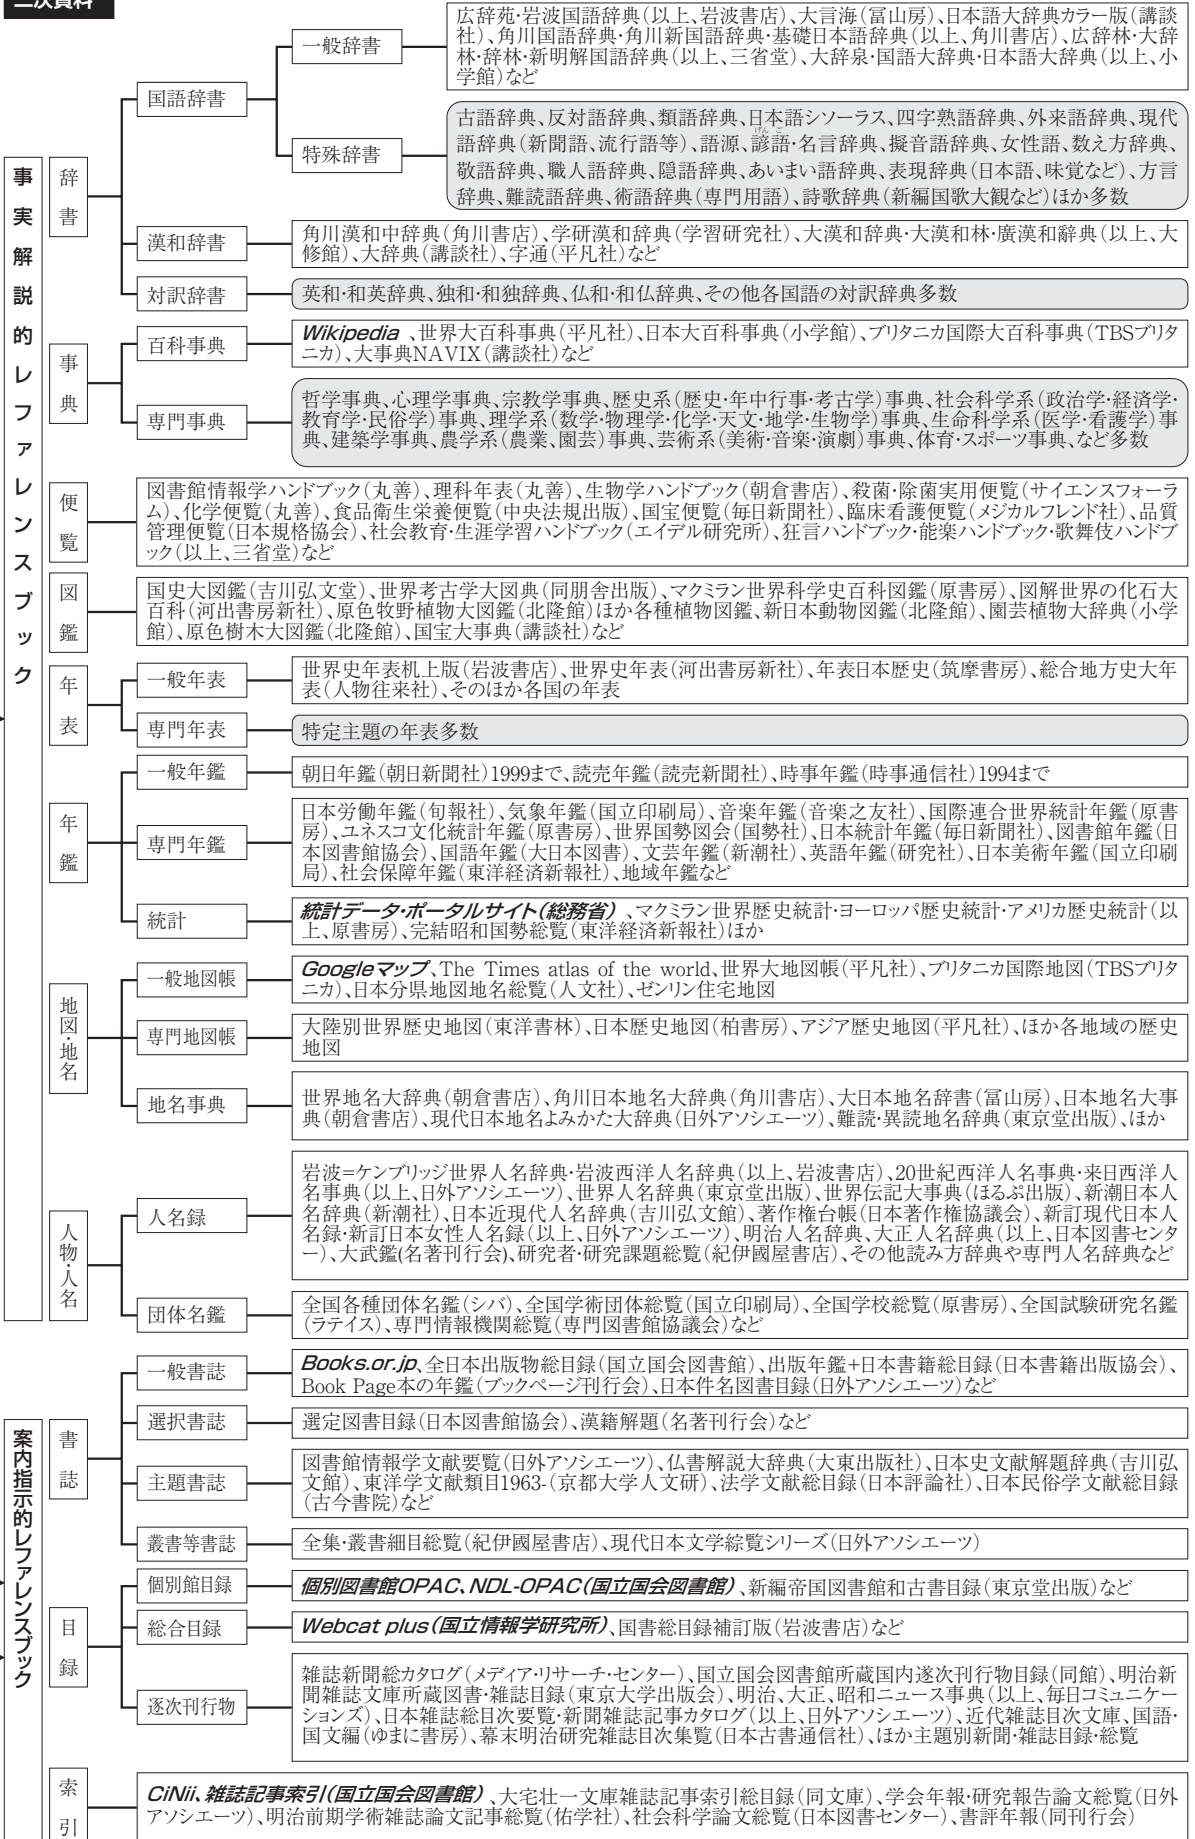 二次資料
事実解説的レファレンスブック
辞書
国語辞書
一般辞書
広辞苑・岩波国語辞典(以上、岩波書店)、大言海(冨山房)、日本語大辞典カラー版(講談
社)、角川国語辞典・角川新国語辞典・基礎日本語辞典(以上、角川書店)、広辞林・大辞
林・辞林・新明解国語辞典(以上、三省堂)、大辞泉・国語大辞典・日本語大辞典(以上、小
学館)など
特殊辞書
古語辞典、反対語辞典、類語辞典、日本語シソーラス、四字熟語辞典、外来語辞典、現代
語辞典(新聞語、流行語等)、語源、諺語・名言辞典、擬音語辞典、女性語、数え方辞典、
敬語辞典、職人語辞典、隠語辞典、あいまい語辞典、表現辞典(日本語、味覚など)、方言
辞典、難読語辞典、術語辞典(専門用語)、詩歌辞典(新編国歌大観など)ほか多数
漢和辞書
角川漢和中辞典(角川書店)、学研漢和辞典(学習研究社)、大漢和辞典・大漢和林・廣漢和辭典(以上、大
修館)、大辞典(講談社)、字通(平凡社)など
対訳辞書
英和・和英辞典、独和・和独辞典、仏和・和仏辞典、その他各国語の対訳辞典多数
事典
百科事典
Wikipedia、世界大百科事典(平凡社)、日本大百科事典(小学館)、ブリタニカ国際大百科事典(TBSブリタ
ニカ)、大事典NAVIX(講談社)など
専門事典
哲学事典、心理学事典、宗教学事典、歴史系(歴史・年中行事・考古学)事典、社会科学系(政治学・経済学・
教育学・民俗学)事典、理学系(数学・物理学・化学・天文・地学・生物学)事典、生命科学系(医学・看護学)事
典、建築学事典、農学系(農業、園芸)事典、芸術系(美術・音楽・演劇)事典、体育・スポーツ事典、など多数
便覧
図書館情報学ハンドブック(丸善)、理科年表(丸善)、生物学ハンドブック(朝倉書店)、殺菌・除菌実用便覧(サイエンスフォーラ
ム)、化学便覧(丸善)、食品衛生栄養便覧(中央法規出版)、国宝便覧(毎日新聞社)、臨床看護便覧(メジカルフレンド社)、品質
管理便覧(日本規格協会)、社会教育・生涯学習ハンドブック(エイデル研究所)、狂言ハンドブック・能楽ハンドブック・歌舞伎ハンドブ
ック(以上、三省堂)など
図鑑
国史大図鑑(吉川弘文堂)、世界考古学大図典(同朋舎出版)、マクミラン世界科学史百科図鑑(原書房)、図解世界の化石大
百科(河出書房新社)、原色牧野植物大図鑑(北隆館)ほか各種植物図鑑、新日本動物図鑑(北隆館)、園芸植物大辞典(小学
館)、原色樹木大図鑑(北隆館)、国宝大事典(講談社)など
年表
一般年表
世界史年表机上版(岩波書店)、世界史年表(河出書房新社)、年表日本歴史(筑摩書房)、総合地方史大年
表(人物往来社)、そのほか各国の年表
専門年表
特定主題の年表多数
年鑑
一般年鑑
朝日年鑑(朝日新聞社)1999まで、読売年鑑(読売新聞社)、時事年鑑(時事通信社)1994まで
専門年鑑
日本労働年鑑(旬報社)、気象年鑑(国立印刷局)、音楽年鑑(音楽之友社)、国際連合世界統計年鑑(原書
房)、ユネスコ文化統計年鑑(原書房)、世界国勢図会(国勢社)、日本統計年鑑(毎日新聞社)、図書館年鑑(日
本図書館協会)、国語年鑑(大日本図書)、文芸年鑑(新潮社)、英語年鑑(研究社)、日本美術年鑑(国立印刷
局)、社会保障年鑑(東洋経済新報社)、地域年鑑など
統計
統計データ・ポータルサイト(総務省)、マクミラン世界歴史統計・ヨーロッパ歴史統計・アメリカ歴史統計(以
上、原書房)、完結昭和国勢総覧(東洋経済新報社)ほか
地図・地名
一般地図帳
Googleマップ、The Times atlas of the world、世界大地図帳(平凡社)、ブリタニカ国際地図(TBSブリタ
ニカ)、日本分県地図地名総覧(人文社)、ゼンリン住宅地図
専門地図帳
大陸別世界歴史地図(東洋書林)、日本歴史地図(柏書房)、アジア歴史地図(平凡社)、ほか各地域の歴史
地図
地名事典
世界地名大辞典(朝倉書店)、角川日本地名大辞典(角川書店)、大日本地名辞書(冨山房)、日本地名大事
典(朝倉書店)、現代日本地名よみかた大辞典(日外アソシエーツ)、難読・異読地名辞典(東京堂出版)、ほか
人物・人名
人名録
岩波=ケンブリッジ世界人名辞典・岩波西洋人名辞典(以上、岩波書店)、20世紀西洋人名事典・来日西洋人
名事典(以上、日外アソシエーツ)、世界人名辞典(東京堂出版)、世界伝記大事典(ほるぷ出版)、新潮日本人
名辞典(新潮社)、日本近現代人名辞典(吉川弘文館)、著作権台帳(日本著作権協議会)、新訂現代日本人
名録・新訂日本女性人名録(以上、日外アソシエーツ)、明治人名辞典、大正人名辞典(以上、日本図書センタ
ー)、大武鑑(名著刊行会)、研究者・研究課題総覧(紀伊國屋書店)、その他読み方辞典や専門人名辞典など
団体名鑑
全国各種団体名鑑(シバ)、全国学術団体総覧(国立印刷局)、全国学校総覧(原書房)、全国試験研究名鑑
(ラテイス)、専門情報機関総覧(専門図書館協議会)など
案内指示的レファレンスブック
書誌
一般書誌
Books.or.jp、全日本出版物総目録(国立国会図書館)、出版年鑑+日本書籍総目録(日本書籍出版協会)、
Book Page本の年鑑(ブックページ刊行会)、日本件名図書目録(日外アソシエーツ)など
選択書誌
選定図書目録(日本図書館協会)、漢籍解題(名著刊行会)など
主題書誌
図書館情報学文献要覧(日外アソシエーツ)、仏書解説大辞典(大東出版社)、日本史文献解題辞典(吉川弘
文館)、東洋学文献類目1963-(京都大学人文研)、法学文献総目録(日本評論社)、日本民俗学文献総目録
(古今書院)など
叢書等書誌
全集・叢書細目総覧(紀伊國屋書店)、現代日本文学綜覧シリーズ(日外アソシエーツ)
目録
個別館目録
個別図書館OPAC、NDL-OPAC(国立国会図書館)、新編帝国図書館和古書目録(東京堂出版)など
総合目録
Webcat plus(国立情報学研究所)、国書総目録補訂版(岩波書店)など
逐次刊行物
雑誌新聞総カタログ(メディア・リサーチ・センター)、国立国会図書館所蔵国内逐次刊行物目録(同館)、明治新
聞雑誌文庫所蔵図書・雑誌目録(東京大学出版会)、明治、大正、昭和ニュース事典(以上、毎日コミュニケー
ションズ)、日本雑誌総目次要覧・新聞雑誌記事カタログ(以上、日外アソシエーツ)、近代雑誌目次文庫、国語・
国文編(ゆまに書房)、幕末明治研究雑誌目次集覧(日本古書通信社)、ほか主題別新聞・雑誌目録・総覧
索引
CiNii、雑誌記事索引(国立国会図書館)、大宅壮一文庫雑誌記事索引総目録(同文庫)、学会年報・研究報告論文総覧(日外
アソシエーツ)、明治前期学術雑誌論文記事総覧(佑学社)、社会科学論文総覧(日本図書センター)、書評年報(同刊行会)